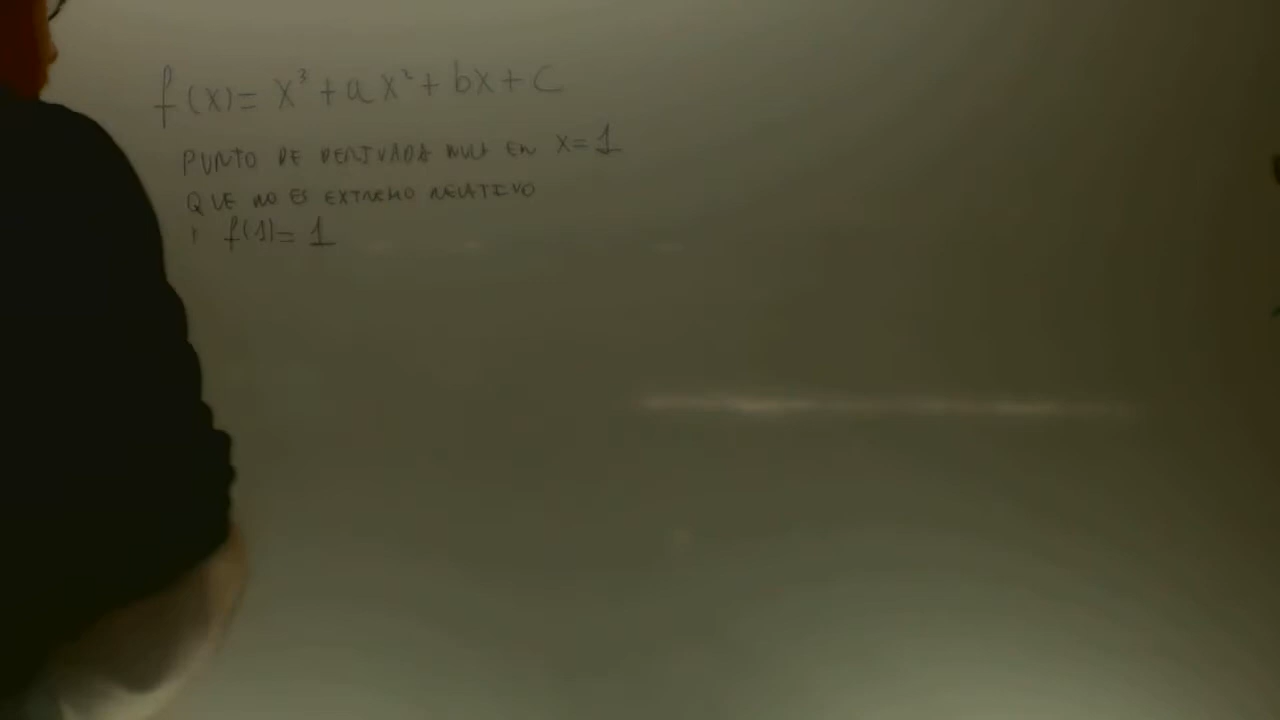 f(x)= x³+ax²+bx+c
PUNTO DE DERIVADA NULA EN x=1
QUE NO ES EXTREMO RELATIVO
f(1)= 1